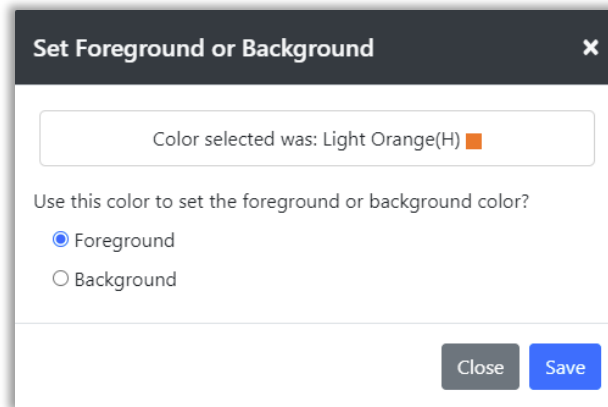 Set Foreground or Background ×
Color selected was: Light Orange(H)
Use this color to set the foreground or background color?
Foreground
Background
Close Save